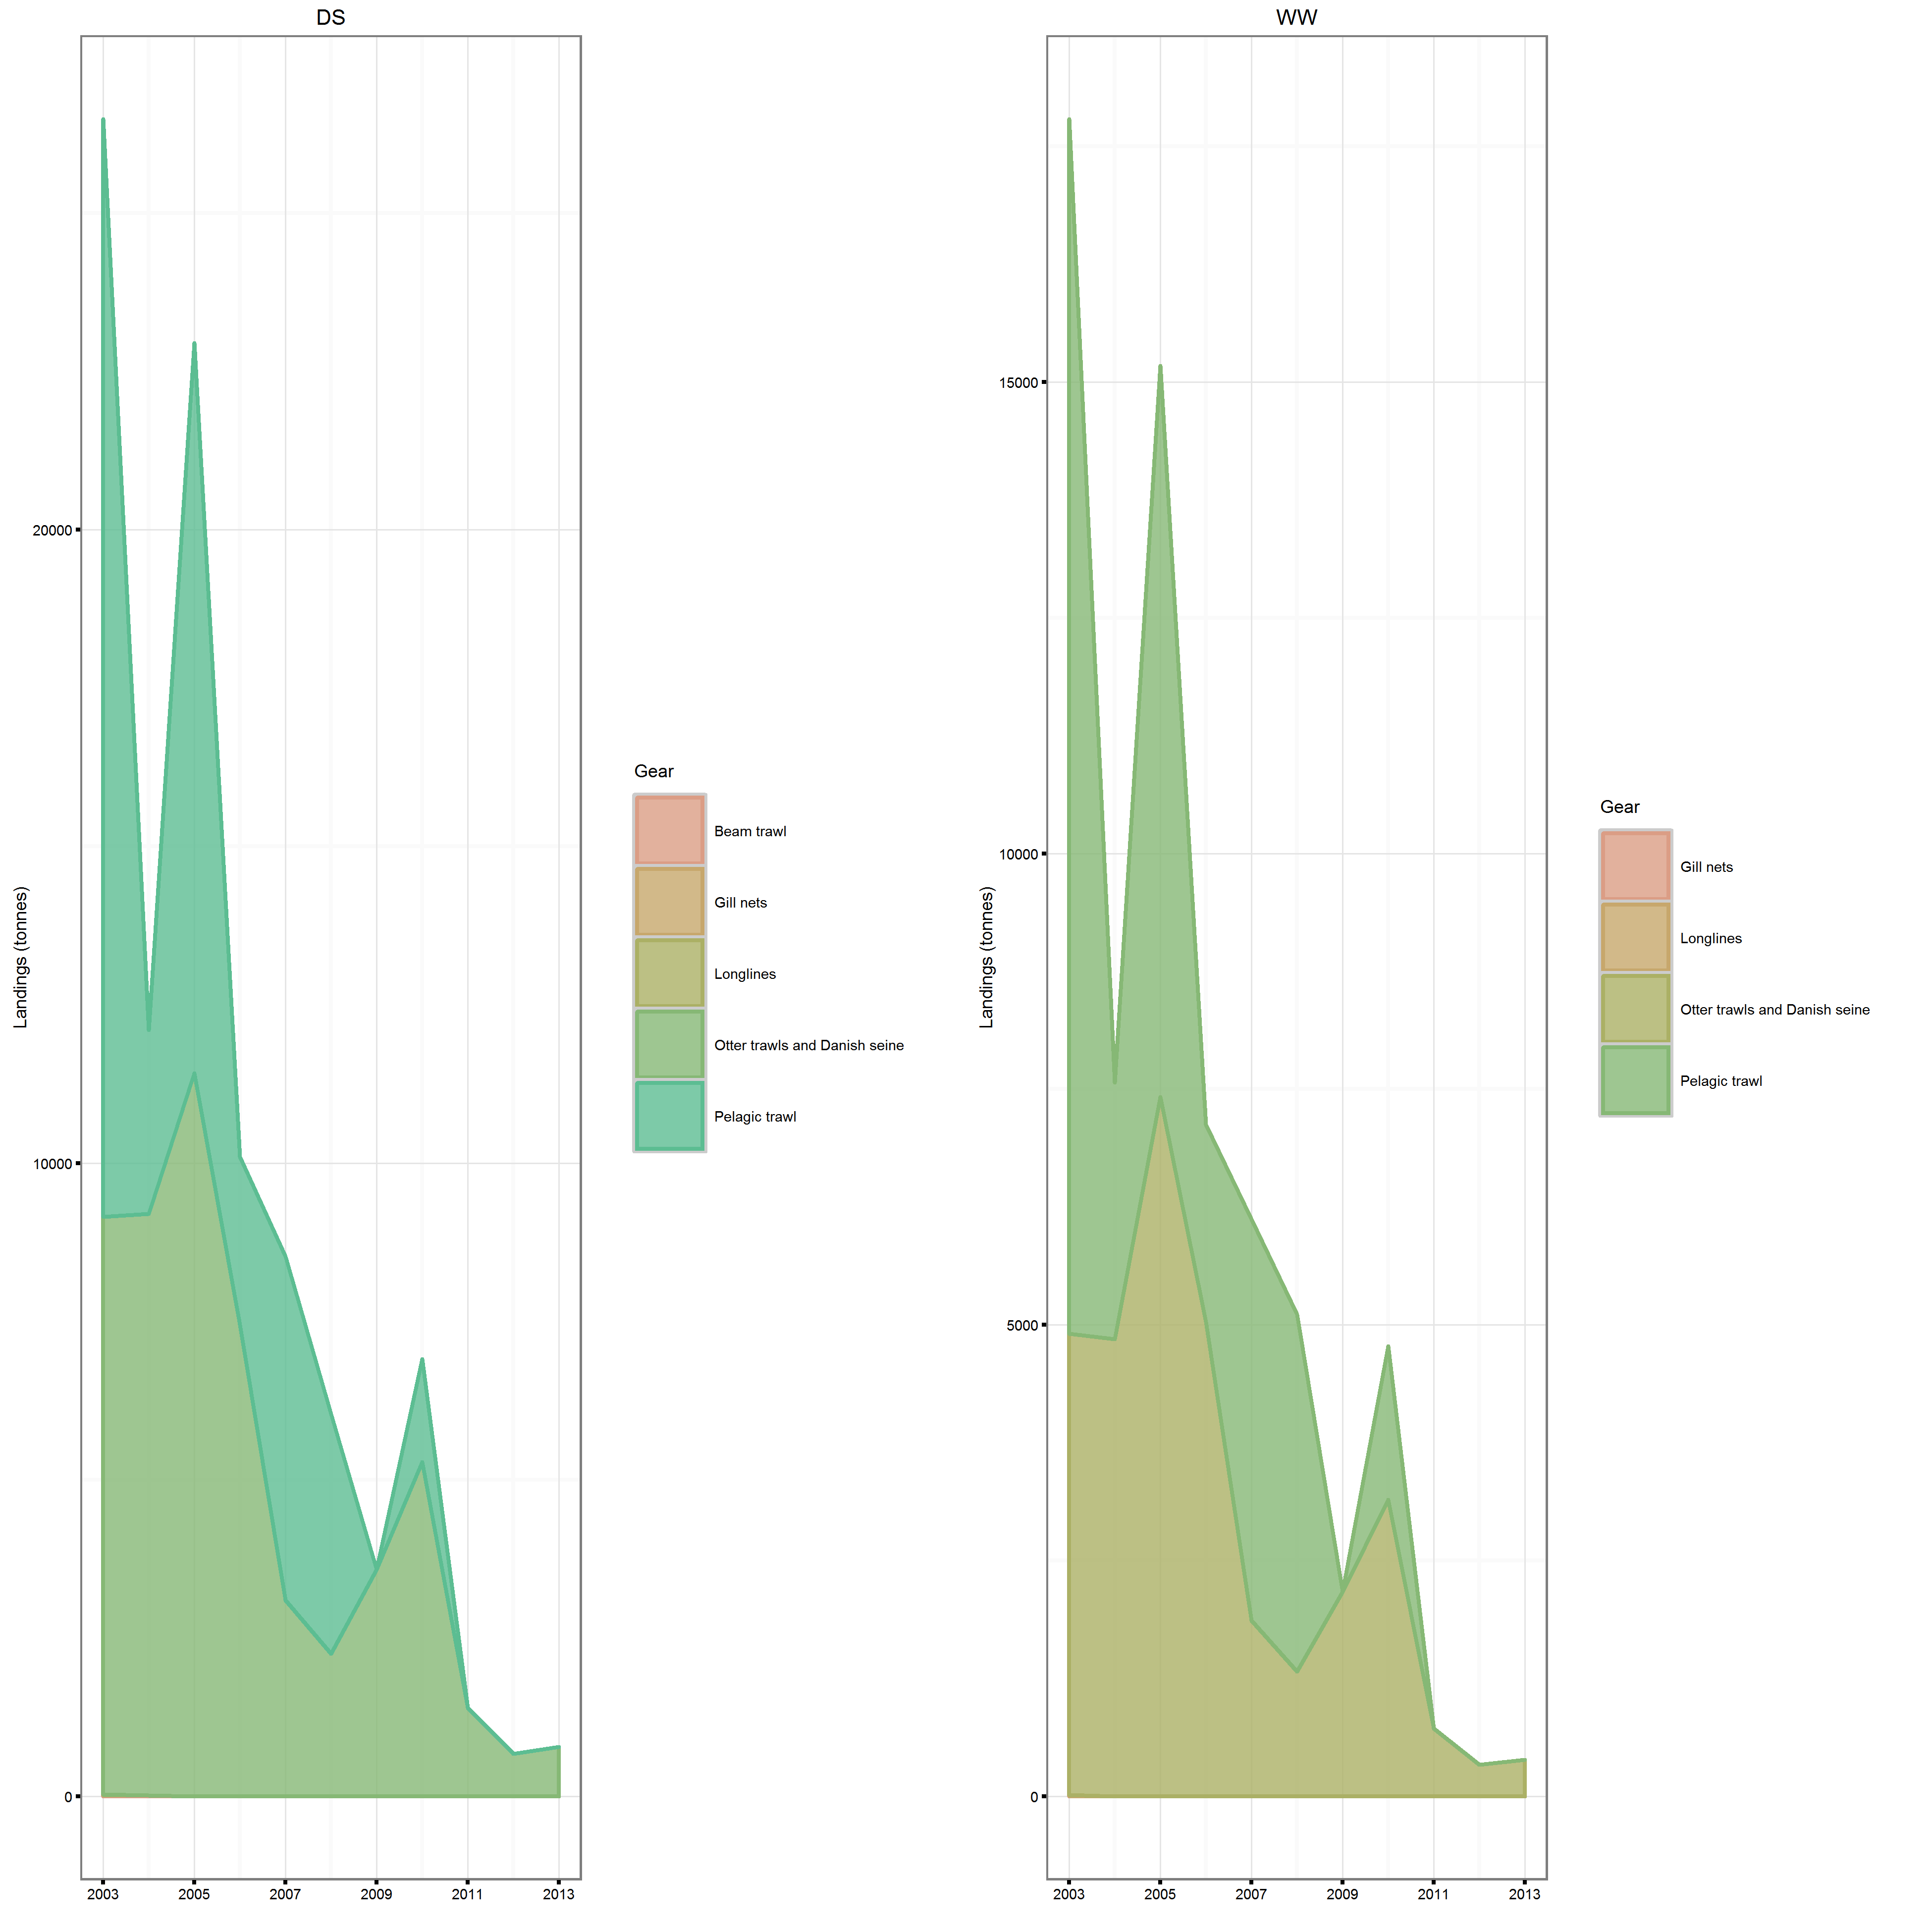 DS
Landings (tonnes)
20000
10000
0
2003 2005 2007 2009 2011 2013
Gear
Beam trawl
Gill nets
Longlines
Otter trawls and Danish seine
Pelagic trawl
WW
Landings (tonnes)
15000
10000
5000
0
2003 2005 2007 2009 2011 2013
Gear
Gill nets
Longlines
Otter trawls and Danish seine
Pelagic trawl